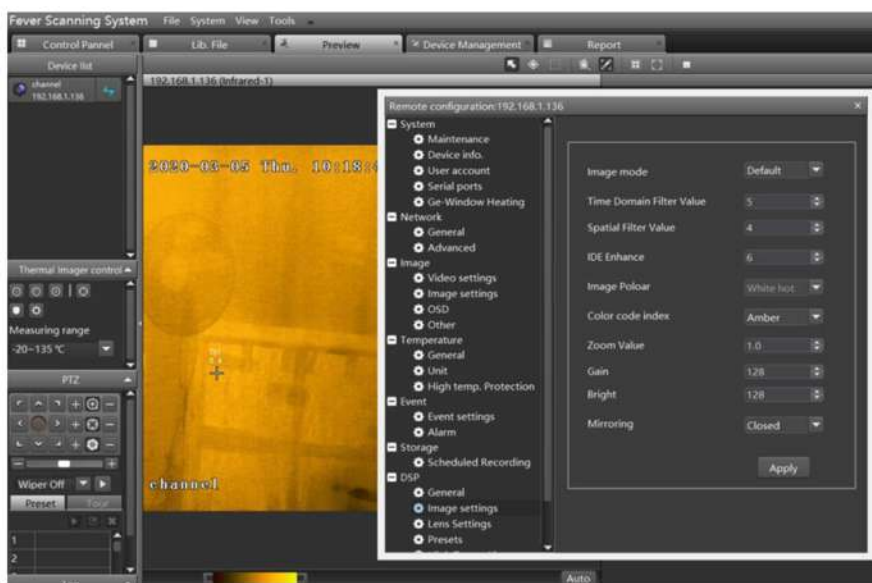 Fever Scanning System File System View Tools
Control Pannel Lib. File Preview Device Management Report
Device list
channel
192.168.1.136
192.168.1.136 (Infrared-1)
2020-03-05 Thu. 10:18:4
channel
Thermal Imager control
Measuring range
-20~135 ℃
PTZ
Wiper Off
Preset Tour
1
2
Auto
Remote configuration:192.168.1.136
System
Maintenance
Device info.
User account
Serial ports
Ge-Window Heating
Network
General
Advanced
Image
Video settings
Image settings
OSD
Other
Temperature
General
Unit
High temp. Protection
Event
Event settings
Alarm
Storage
Scheduled Recording
DSP
General
Image settings
Lens Settings
Presets
Image mode Default
Time Domain Filter Value 5
Spatial Filter Value 4
IDE Enhance 6
Image Poloar White hot
Color code index Amber
Zoom Value 1.0
Gain 128
Bright 128
Mirroring Closed
Apply